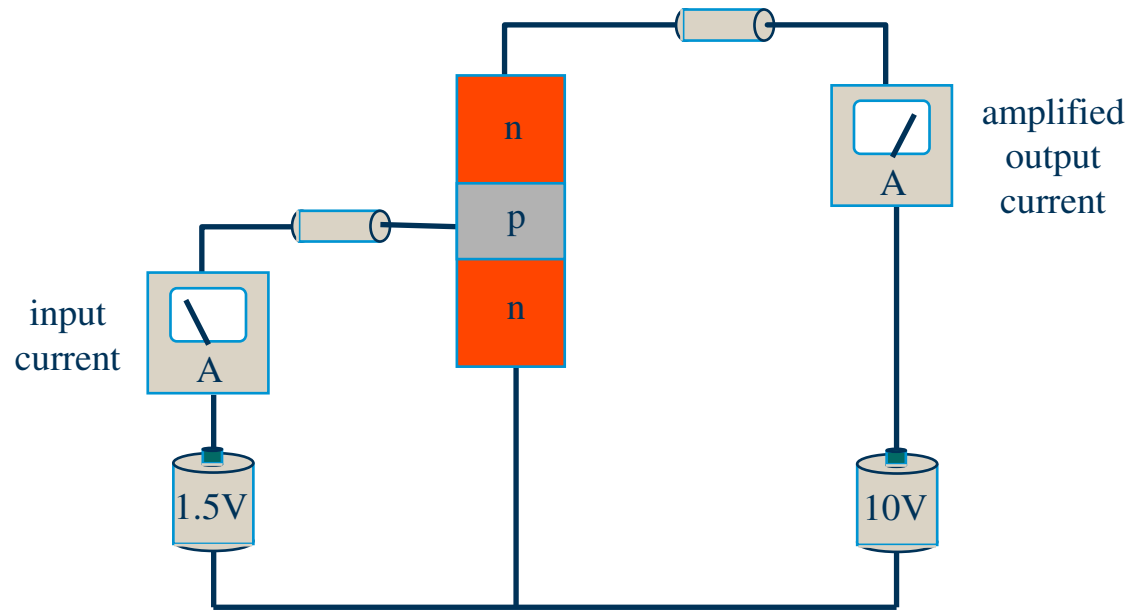 n
p
n
A
amplified
output
current
input
current
A
1.5V
10V